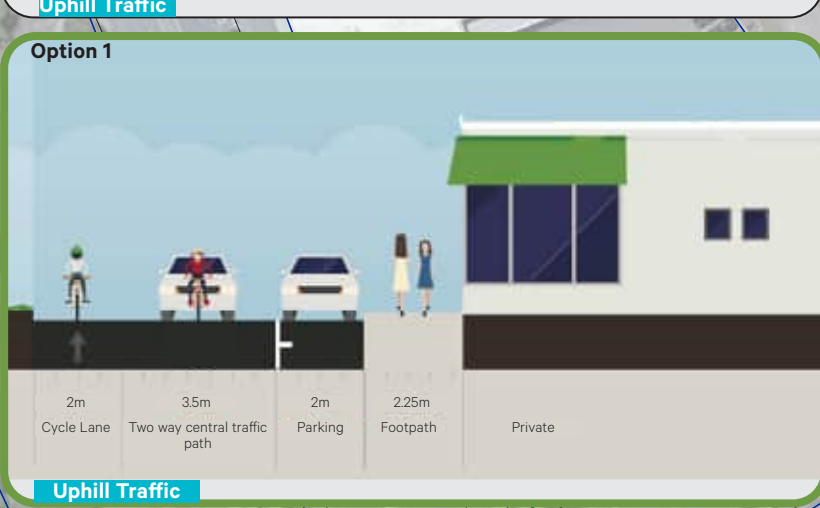 Uphill Traffic
Option 1
2m
3.5m
2m
2.25m
Cycle Lane
Two way central traffic
path
Parking
Footpath
Private
Uphill Traffic